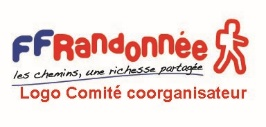 FFRandonnée
les chemins, une richesse partagée
Logo Comité coorganisateur